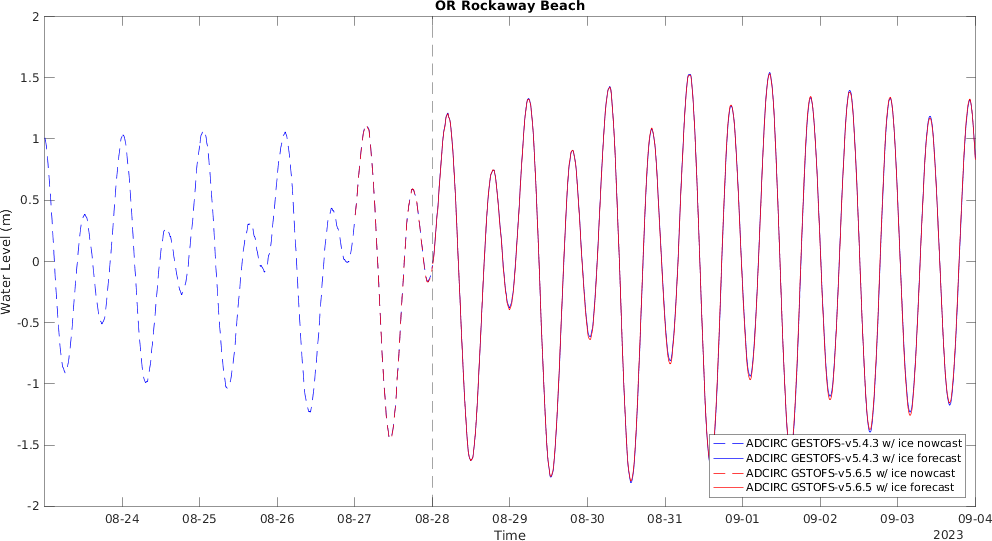 OR Rockaway Beach
2
1.5
1
0.5
0
-0.5
-1
-1.5
-2
Water Level (m)
08-24 08-25 08-26 08-27 08-28 08-29 08-30 08-31 09-01 09-02 09-03 09-04
Time
2023
ADCIRC GESTOFS-v5.4.3 w/ ice nowcast
ADCIRC GESTOFS-v5.4.3 w/ ice forecast
ADCIRC GSTOFS-v5.6.5 w/ ice nowcast
ADCIRC GSTOFS-v5.6.5 w/ ice forecast